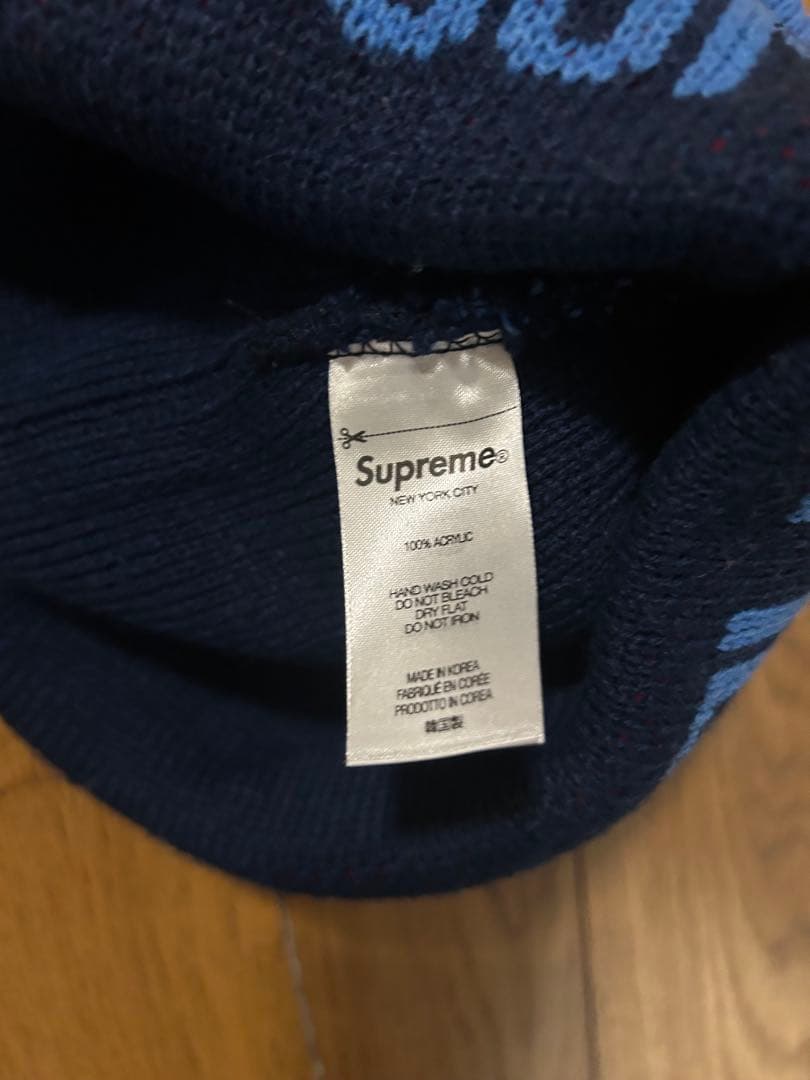 Supreme®
NEW YORK CITY
100% ACRYLIC
HAND WASH COLD
DO NOT BLEACH
DRY FLAT
DO NOT IRON
MADE IN KOREA
FABRIQUÉ EN CORÉE
PRODOTTO IN COREA
韓国製